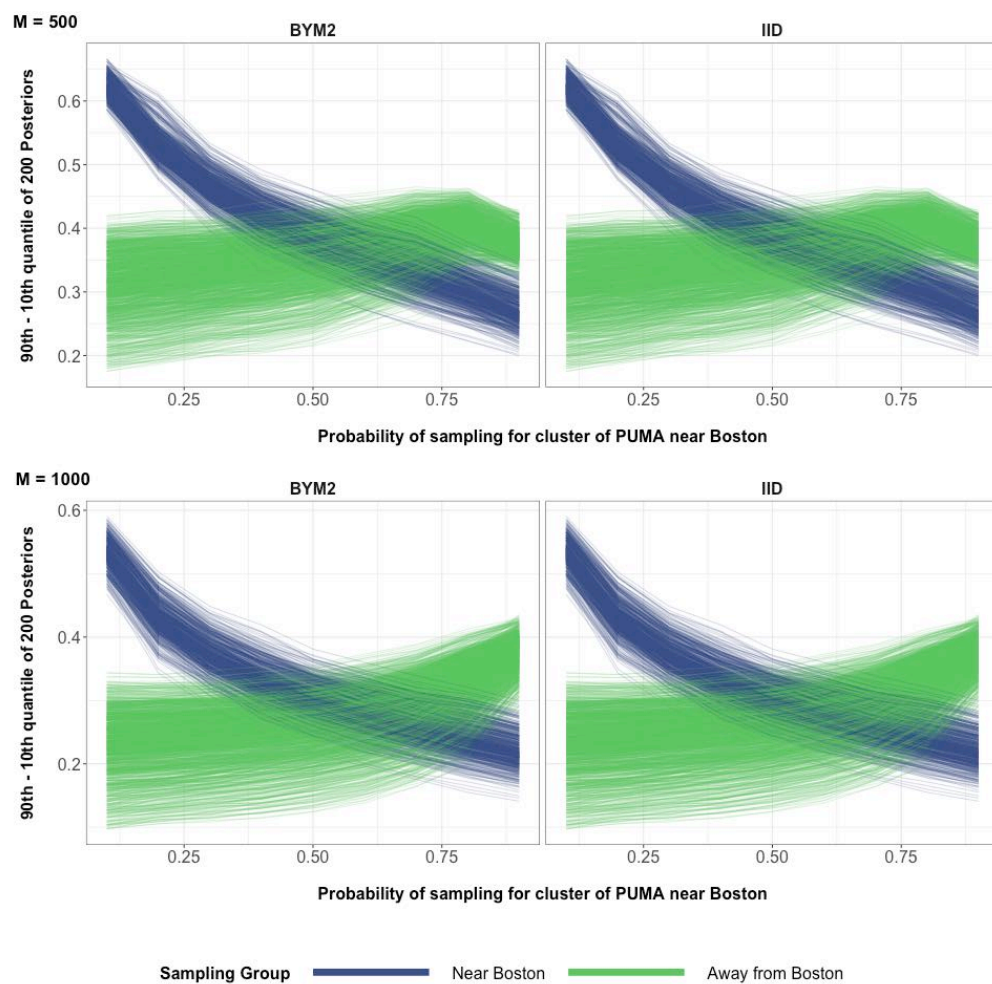 M = 500
BYM2 IID
90th - 10th quantile of 200 Posteriors
0.6
0.5
0.4
0.3
0.2
0.25 0.50 0.75 0.25 0.50 0.75
Probability of sampling for cluster of PUMA near Boston
M = 1000
BYM2 IID
90th - 10th quantile of 200 Posteriors
0.6
0.4
0.2
0.25 0.50 0.75 0.25 0.50 0.75
Probability of sampling for cluster of PUMA near Boston
Sampling Group Near Boston Away from Boston